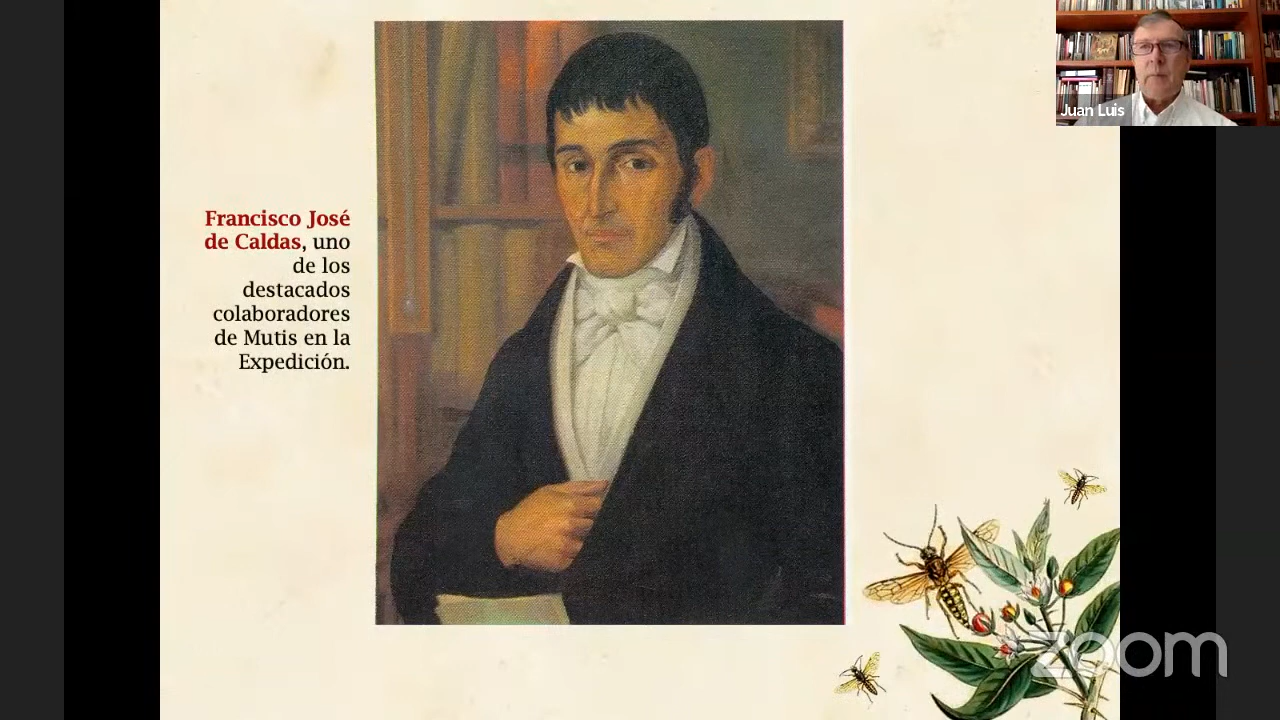 Juan Luis
Francisco José
de Caldas, uno
de los
destacados
colaboradores
de Mutis en la
Expedición.
zoom